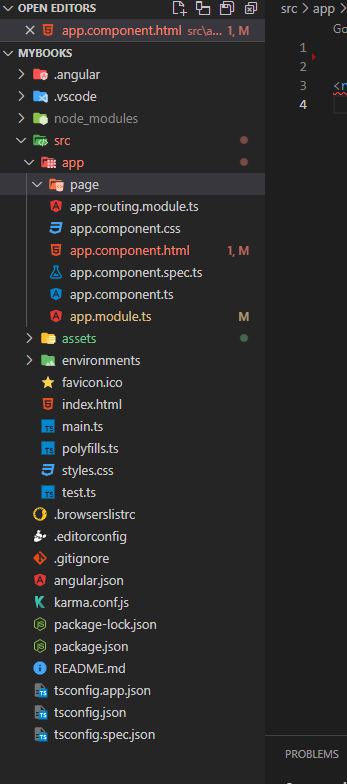 OPEN EDITORS
app.component.html src\a... 1, M
src > app
MYBOOKS
.angular
.vscode
node_modules
src
app
page
app-routing.module.ts
app.component.css
app.component.html 1, M
app.component.spec.ts
app.component.ts
app.module.ts M
assets
environments
favicon.ico
index.html
main.ts
polyfills.ts
styles.css
test.ts
.browserslistrc
.editorconfig
.gitignore
angular.json
karma.conf.js
package-lock.json
package.json
README.md
tsconfig.app.json
tsconfig.json
tsconfig.spec.json
Go
1
2
3
4
PROBLEMS